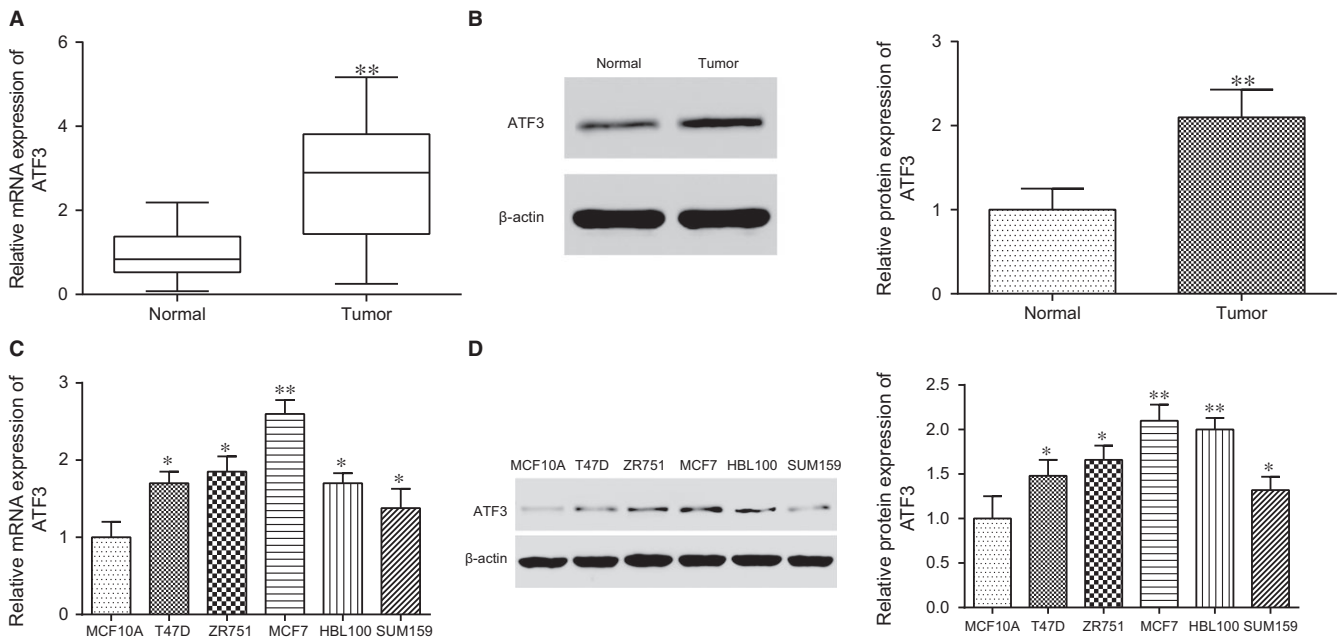 A
Relative mRNA expression of
ATF3
6
4
2
0
**
Normal
Tumor
B
Normal
Tumor
ATF3
β-actin
Relative protein expression of
ATF3
3
2
1
0
**
Normal
Tumor
C
Relative mRNA expression of
ATF3
3
2
1
0
*
*
**
*
*
MCF10A
T47D
ZR751
MCF7
HBL100
SUM159
D
MCF10A
T47D
ZR751
MCF7
HBL100
SUM159
ATF3
β-actin
Relative protein expression of
ATF3
2.5
2.0
1.5
1.0
0.5
0.0
*
*
**
**
*
MCF10A
T47D
ZR751
MCF7
HBL100
SUM159